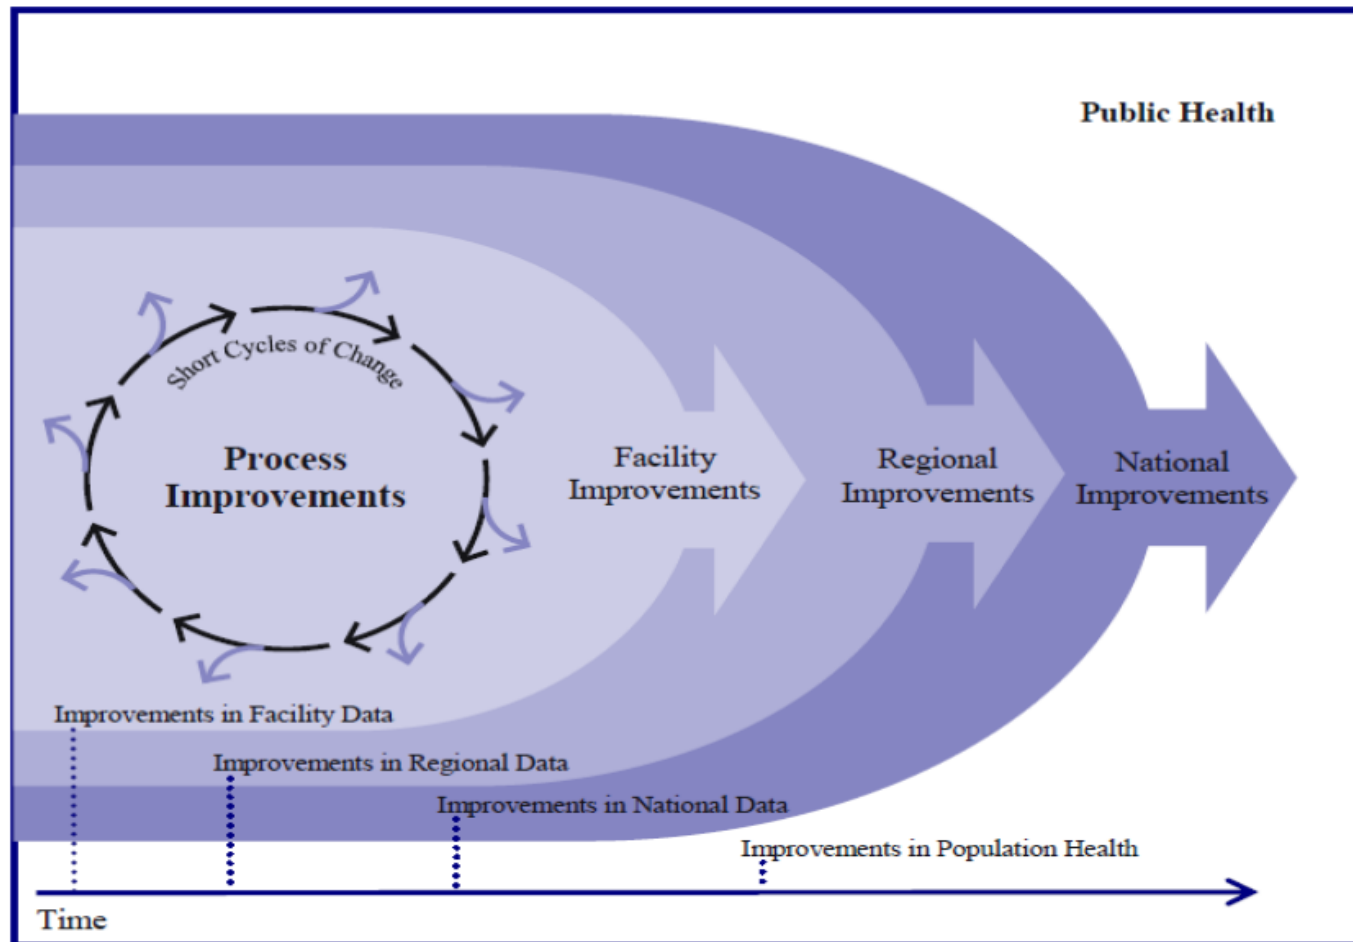 Public Health
Short Cycles of Change
Process
Improvements
Facility
Improvements
Regional
Improvements
National
Improvements
Improvements in Facility Data
Improvements in Regional Data
Improvements in National Data
Improvements in Population Health
Time